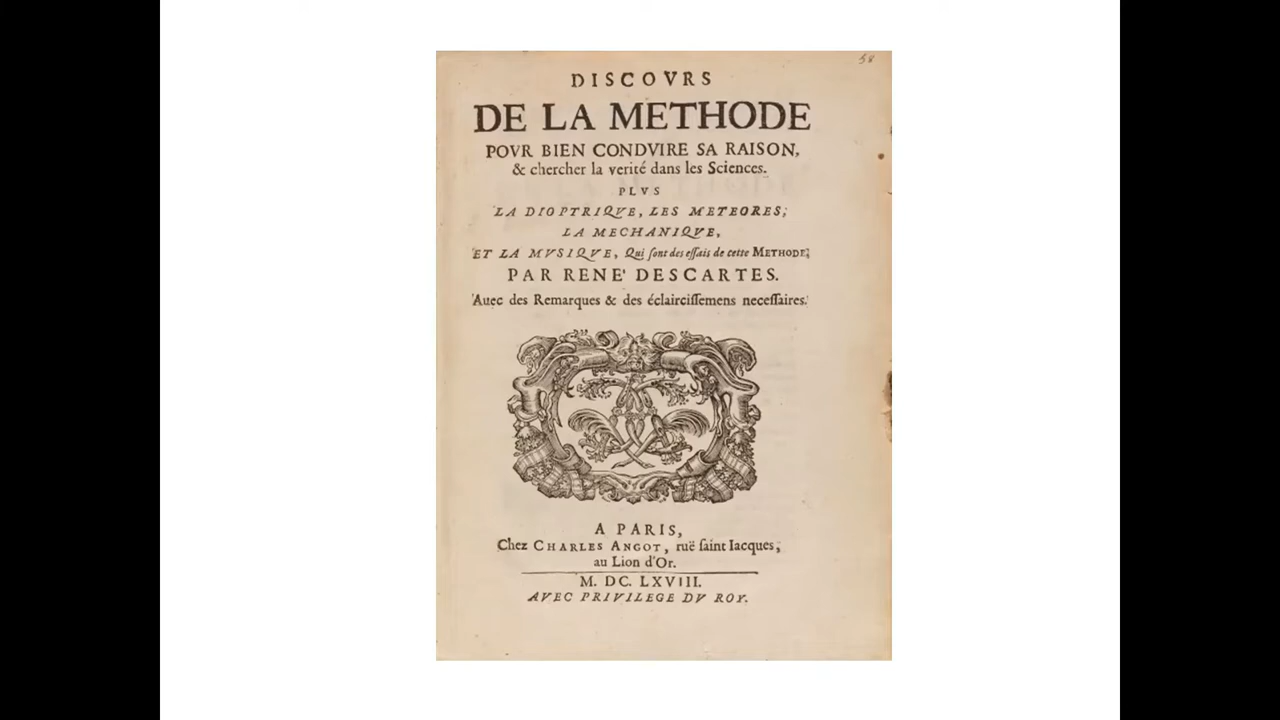 58
DISCOVRS
DE LA METHODE
POVR BIEN CONDVIRE SA RAISON,
& chercher la verité dans les Sciences.
PLVS
LA DIOPTRIQVE, LES METEORES,
LA MECHANIQVE,
ET LA MVSIQVE, Qui ſont des eſſais de cette METHODE;
PAR RENE' DESCARTES.
Auec des Remarques & des éclairciſſemens neceſſaires.
A PARIS,
Chez CHARLES ANGOT, ruë ſaint Iacques,
au Lion d'Or.
M. DC. LXVIII.
AVEC PRIVILEGE DV ROY.